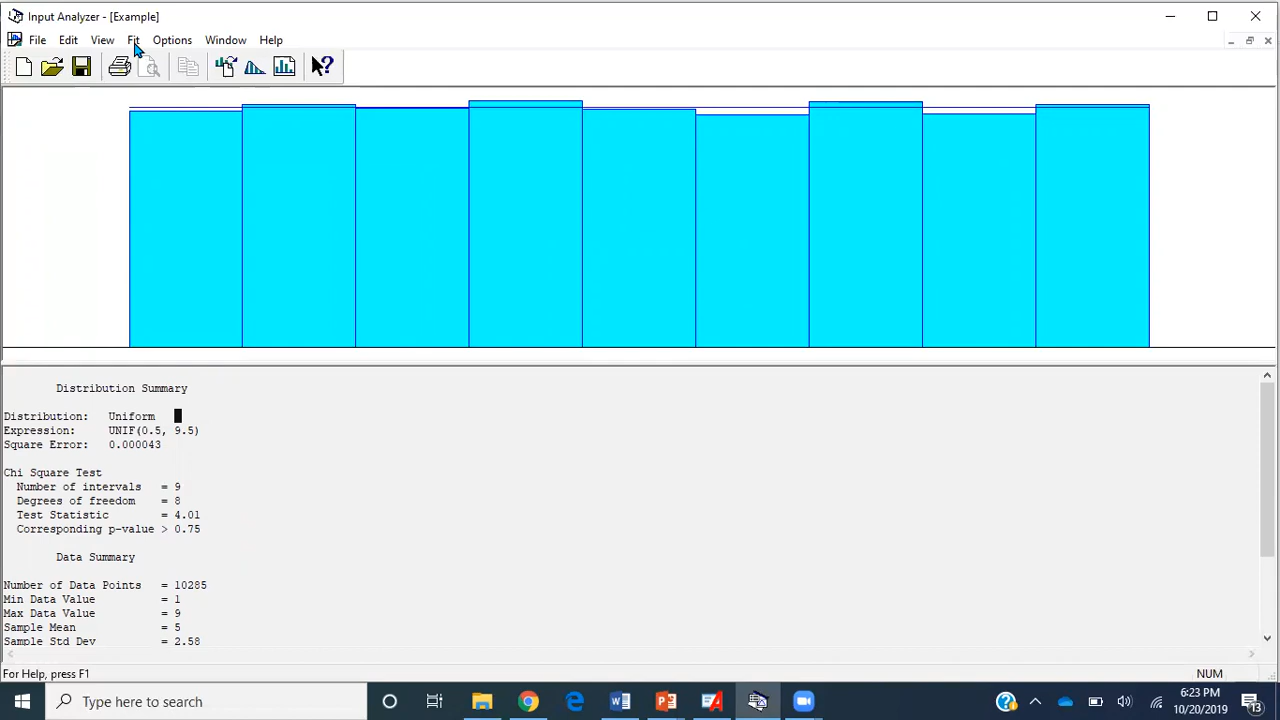 Input Analyzer - [Example]
File Edit View Fit Options Window Help
Distribution Summary
Distribution: Uniform
Expression: UNIF(0.5, 9.5)
Square Error: 0.000043
Chi Square Test
Number of intervals = 9
Degrees of freedom = 8
Test Statistic = 4.01
Corresponding p-value > 0.75
Data Summary
Number of Data Points = 10285
Min Data Value = 1
Max Data Value = 9
Sample Mean = 5
Sample Std Dev = 2.58
For Help, press F1
NUM
Type here to search
6:23 PM
10/20/2019
13